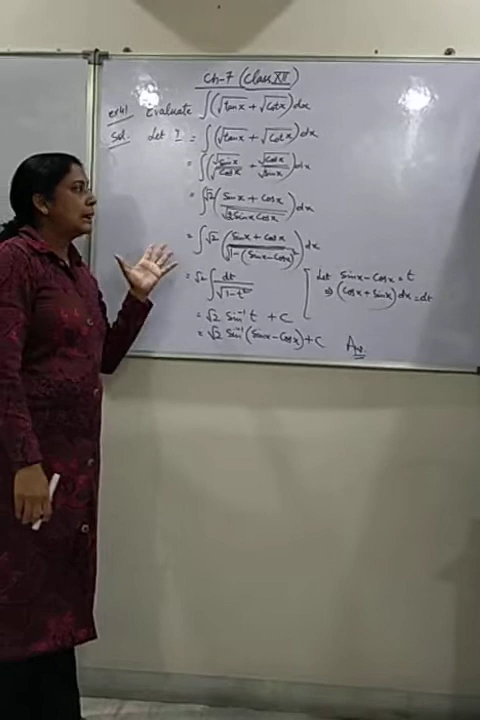 Ch-7 (Class XII)
ex41 Evaluate ∫(√tanx + √cotx) dx
Sol. Let I = ∫(√tanx + √cotx) dx
= ∫(√sinx/√cosx + √cosx/√sinx) dx
= ∫√2 (sinx + cosx / √2sinx cosx) dx
= ∫√2 (sinx + cosx / √1-(sinx-cosx)²) dx
= √2 ∫ dt / √1-t² [Let sinx - cosx = t
⇒ (cosx + sinx) dx = dt
= √2 sin⁻¹ t + C
= √2 sin⁻¹ (sinx - cosx) + C Ans.